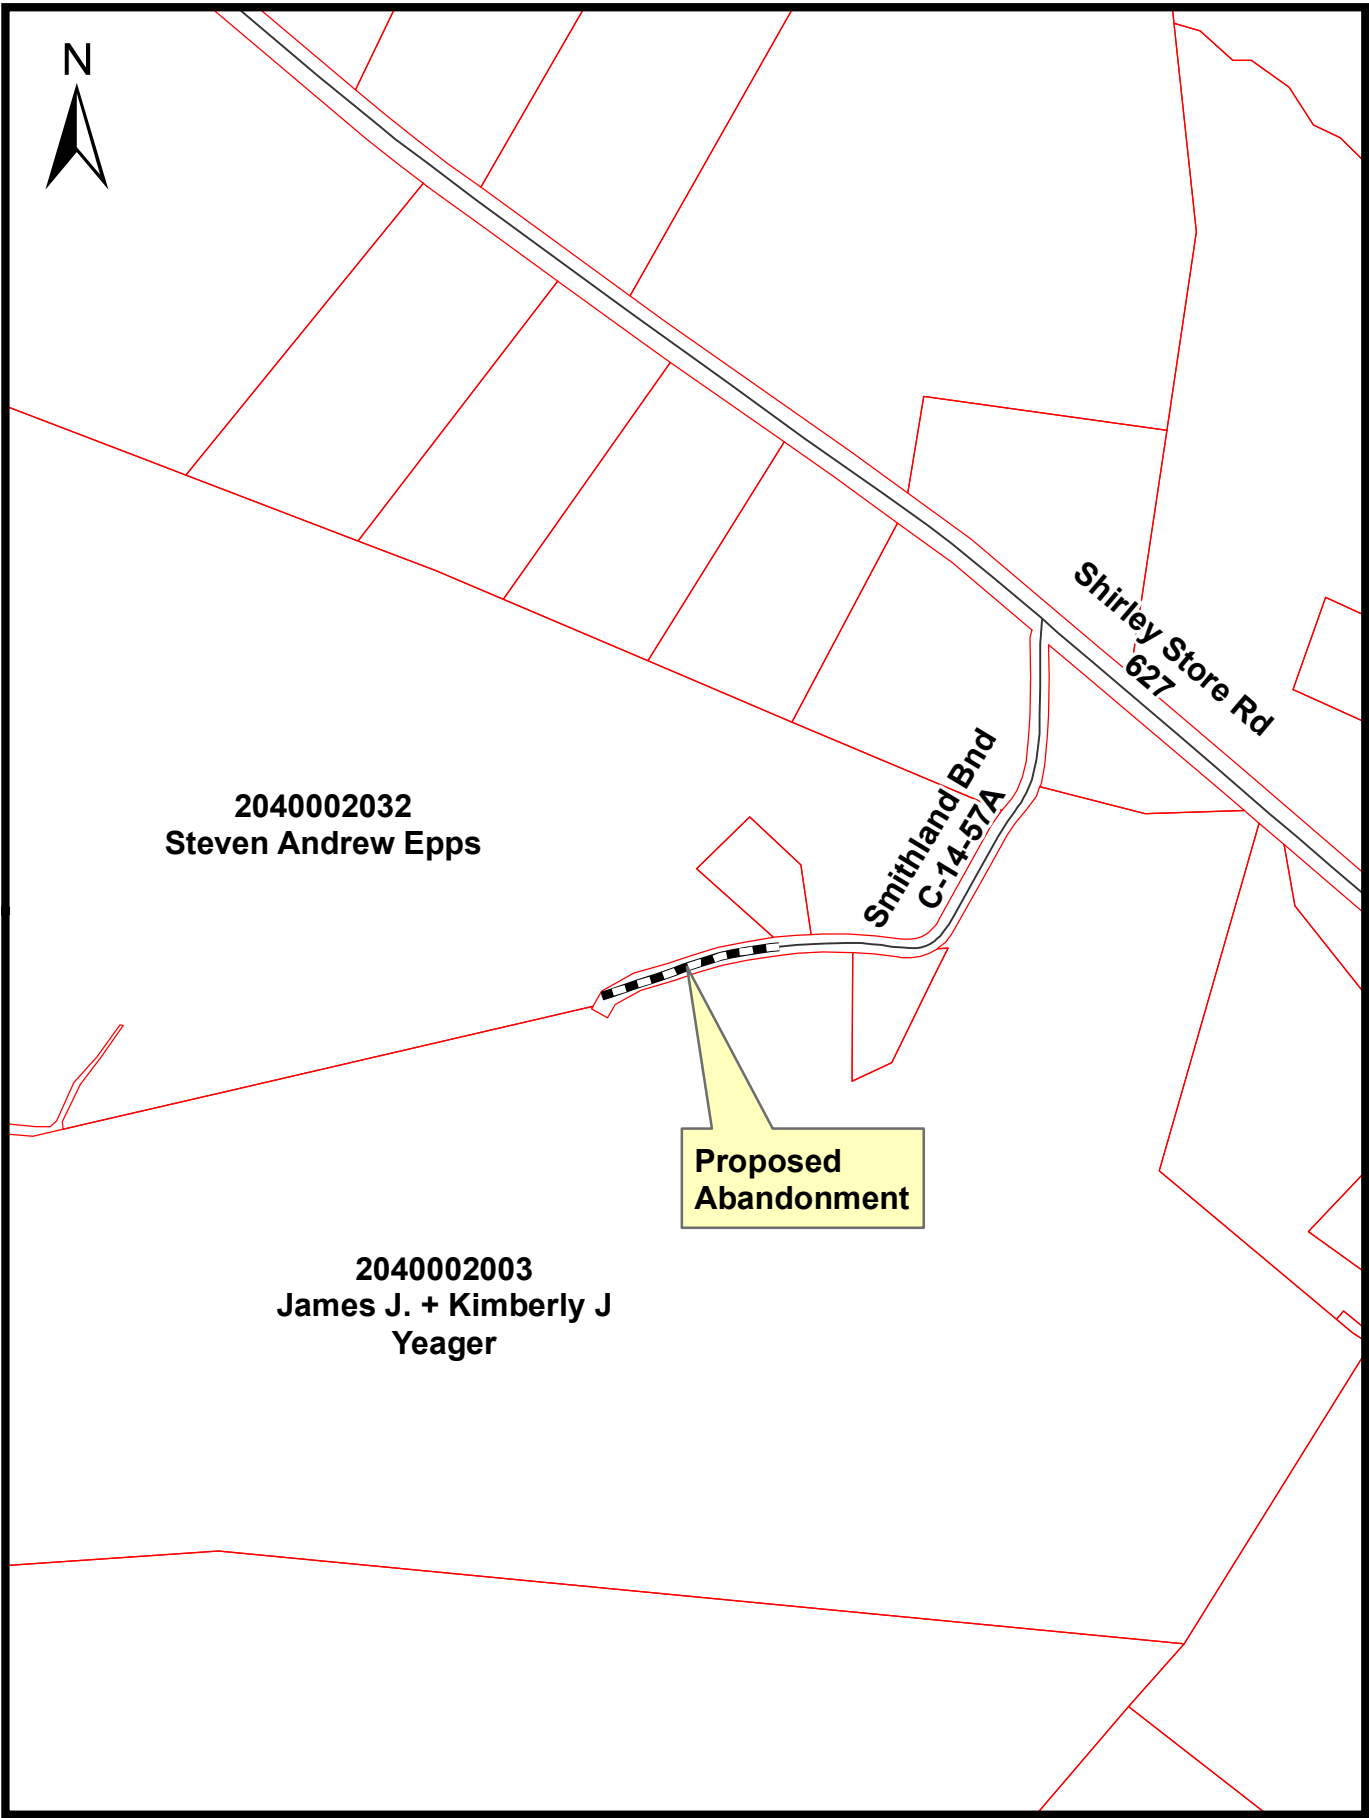 N
Shirley Store Rd
627
Smithland Bnd
C-14-57A
2040002032
Steven Andrew Epps
Proposed
Abandonment
2040002003
James J. + Kimberly J
Yeager